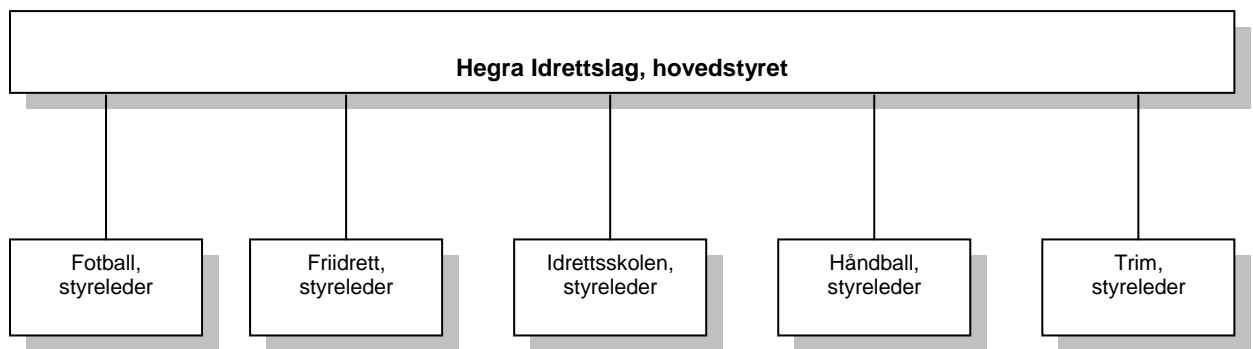 Hegra Idrettslag, hovedstyret
Fotball,
styreleder
Friidrett,
styreleder
Idrettsskolen,
styreleder
Håndball,
styreleder
Trim,
styreleder